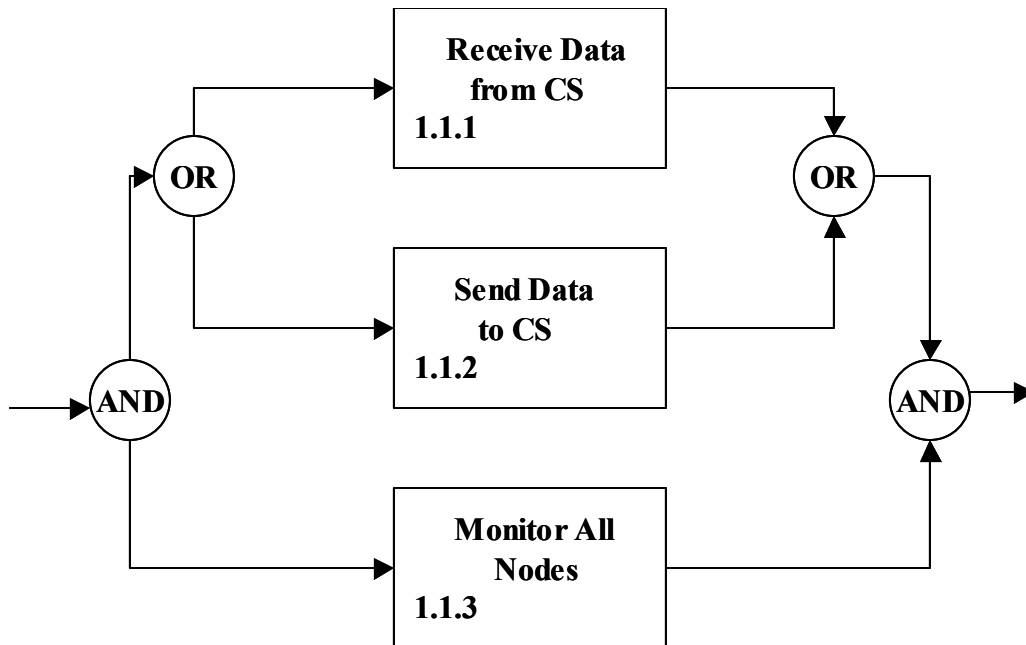 Receive Data
from CS
1.1.1
OR
OR
Send Data
to CS
1.1.2
AND
AND
Monitor All
Nodes
1.1.3